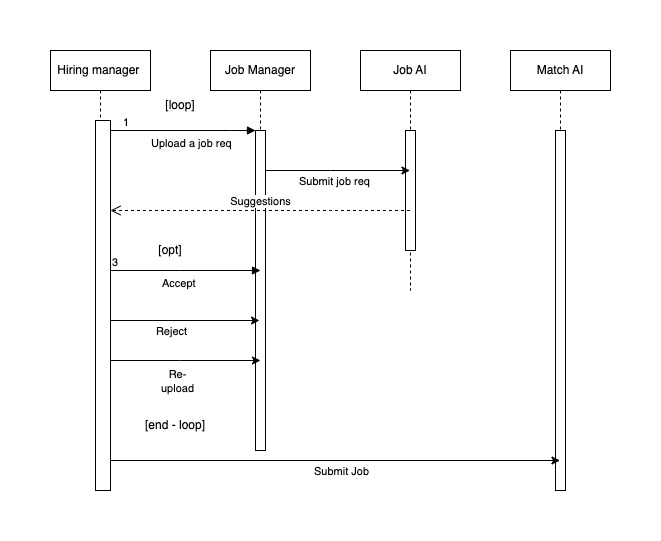 Hiring manager
Job Manager
Job AI
Match AI
[loop]
1
Upload a job req
Submit job req
Suggestions
[opt]
3
Accept
Reject
Re-
upload
[end - loop]
Submit Job